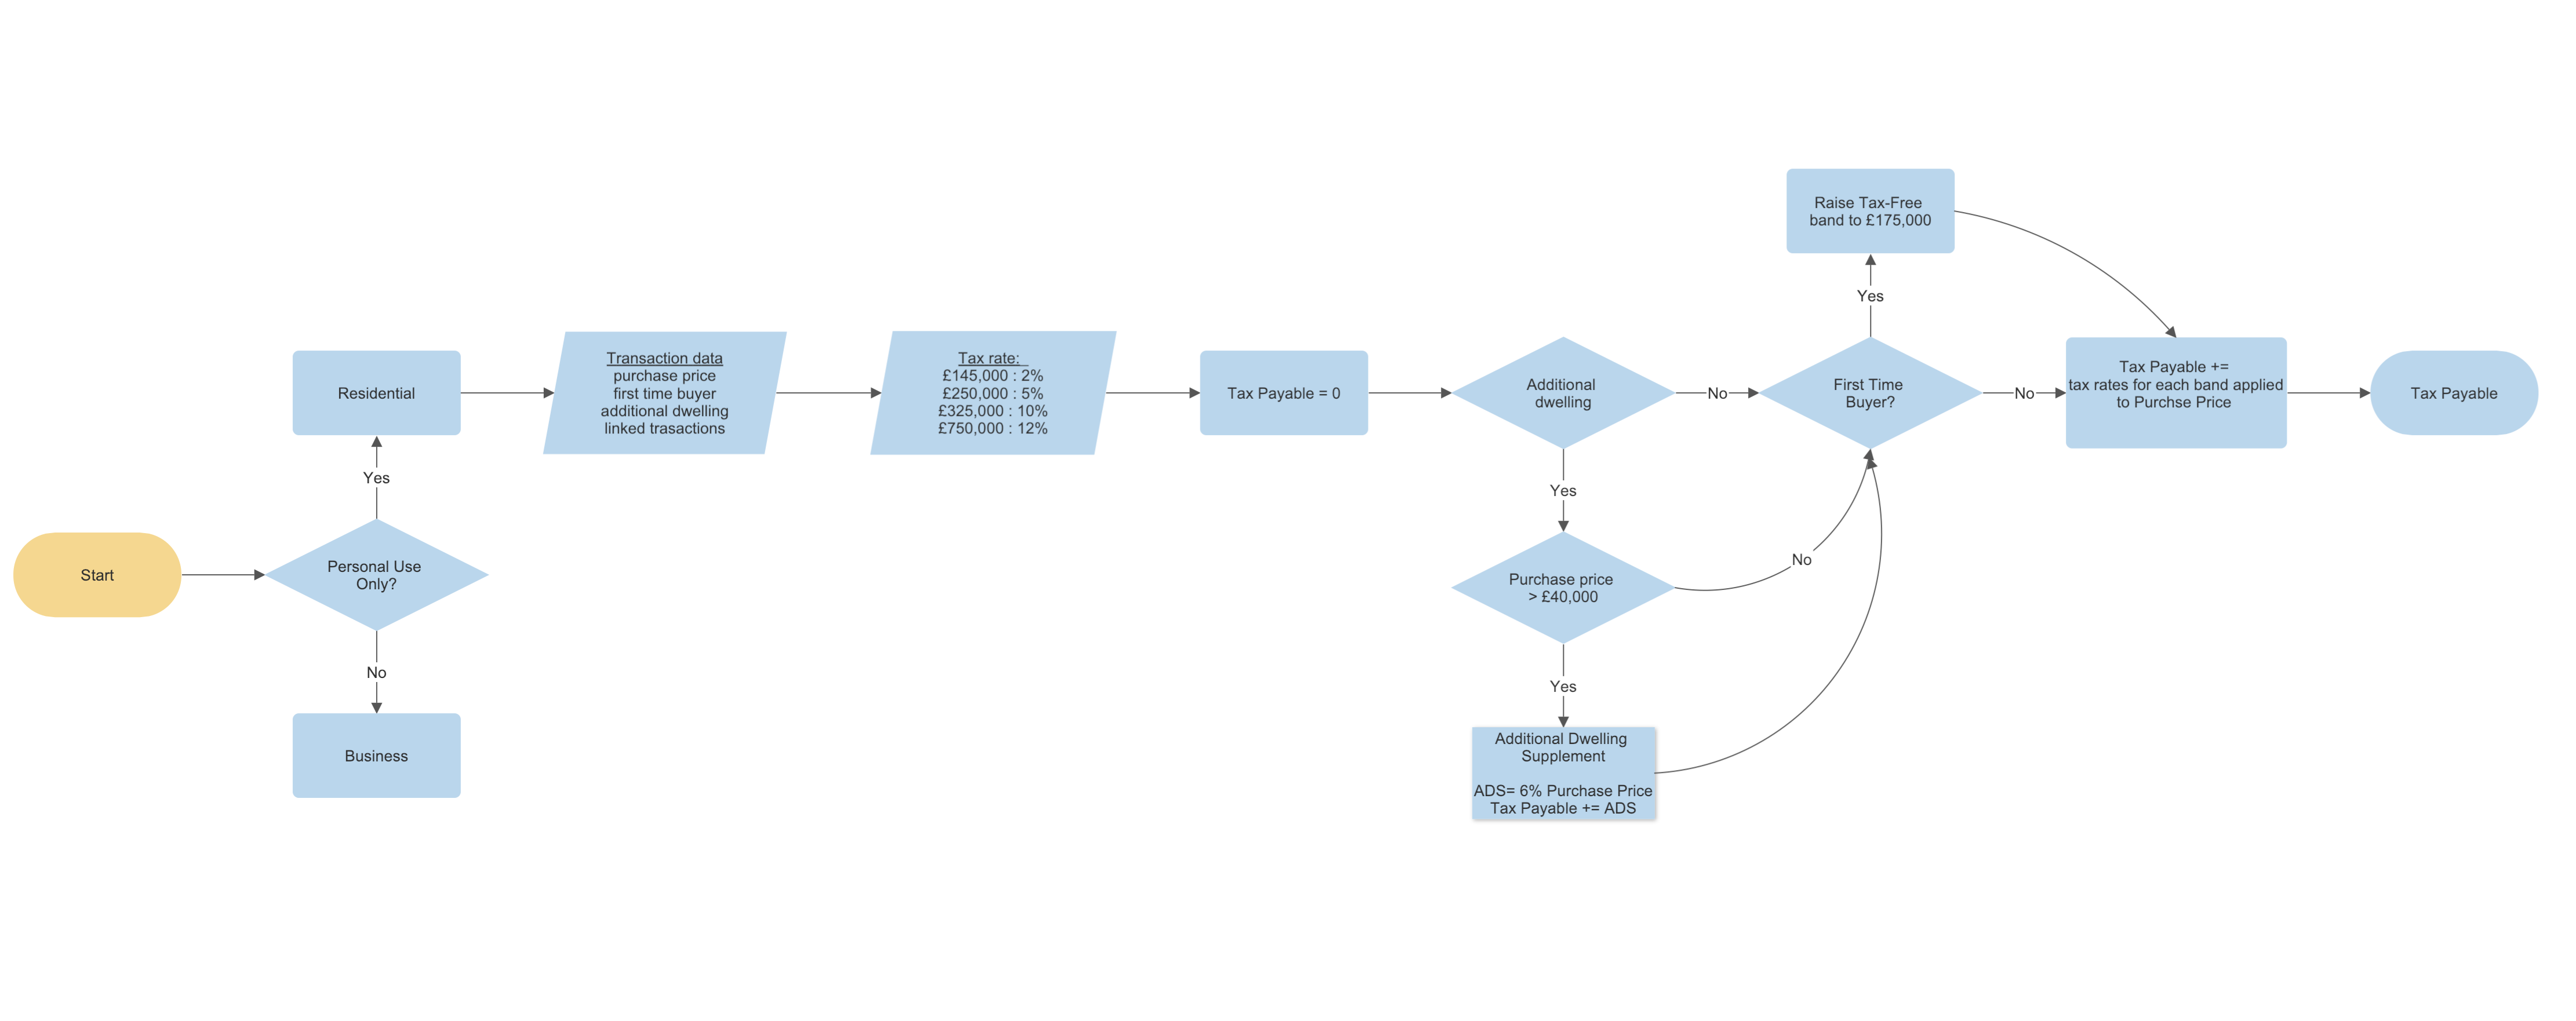 Start
Personal Use
Only?
Yes
Residential
No
Business
Transaction data
purchase price
first time buyer
additional dwelling
linked trasactions
Tax rate:
£145,000 : 2%
£250,000 : 5%
£325,000 : 10%
£750,000 : 12%
Tax Payable = 0
Additional
dwelling
No
Yes
Purchase price
> £40,000
No
Yes
Additional Dwelling
Supplement
ADS= 6% Purchase Price
Tax Payable += ADS
First Time
Buyer?
Yes
Raise Tax-Free
band to £175,000
No
Tax Payable +=
tax rates for each band applied
to Purchse Price
Tax Payable